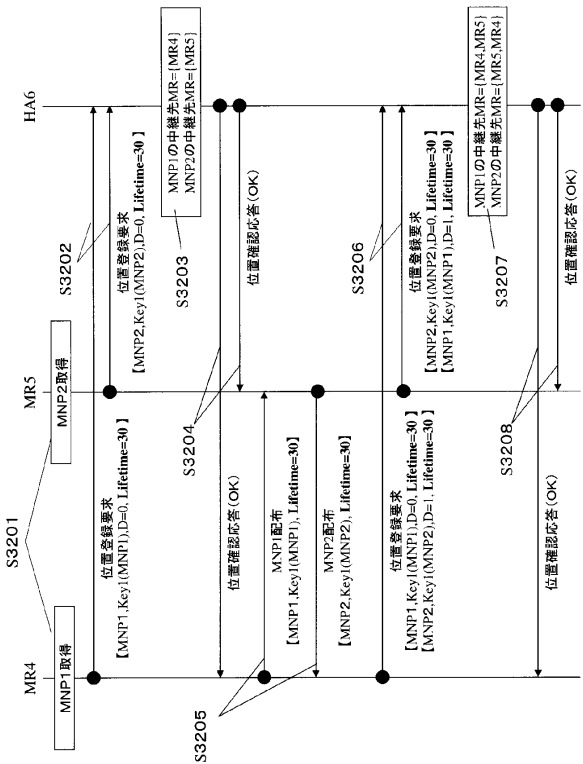 MR4
MR5
HA6
S3201
MNP1取得
MNP2取得
S3202
位置登録要求
【MNP1,Key1(MNP1),D=0, Lifetime=30 】
位置登録要求
【MNP2,Key1(MNP2),D=0, Lifetime=30 】
S3203
MNP1の中継先MR={MR4}
MNP2の中継先MR={MR5}
S3204
位置確認応答(OK)
位置確認応答(OK)
S3205
MNP1配布
【MNP1,Key1(MNP1), Lifetime=30】
MNP2配布
【MNP2,Key1(MNP2), Lifetime=30】
S3206
位置登録要求
【MNP1,Key1(MNP1),D=0, Lifetime=30 】
【MNP2,Key1(MNP2),D=1, Lifetime=30 】
位置登録要求
【MNP2,Key1(MNP2),D=0, Lifetime=30 】
【MNP1,Key1(MNP1),D=1, Lifetime=30 】
S3207
MNP1の中継先MR={MR4,MR5}
MNP2の中継先MR={MR5,MR4}
S3208
位置確認応答(OK)
位置確認応答(OK)